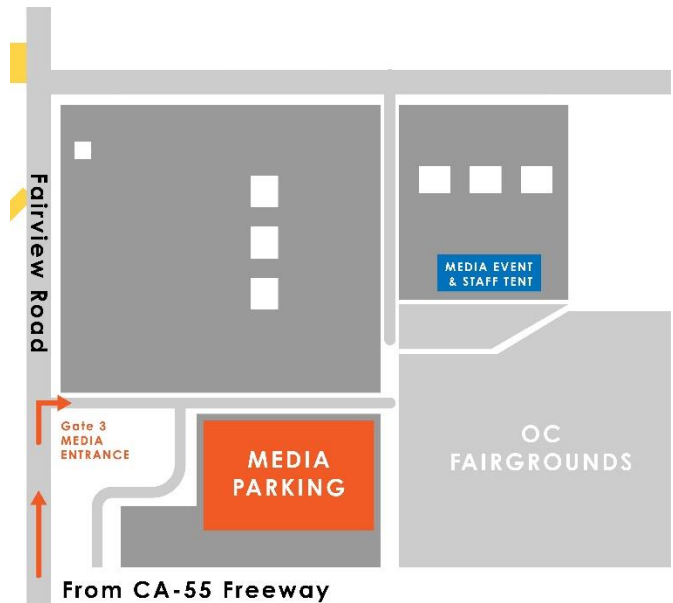 Fairview Road
MEDIA EVENT
& STAFF TENT
Gate 3
MEDIA
ENTRANCE
MEDIA
PARKING
OC
FAIRGROUNDS
From CA-55 Freeway